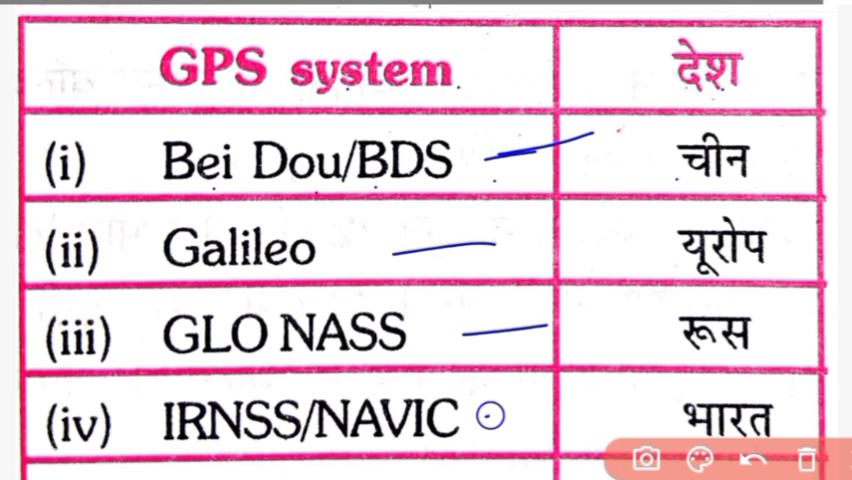 GPS system देश
(i) Bei Dou/BDS चीन
(ii) Galileo यूरोप
(iii) GLO NASS रूस
(iv) IRNSS/NAVIC भारत